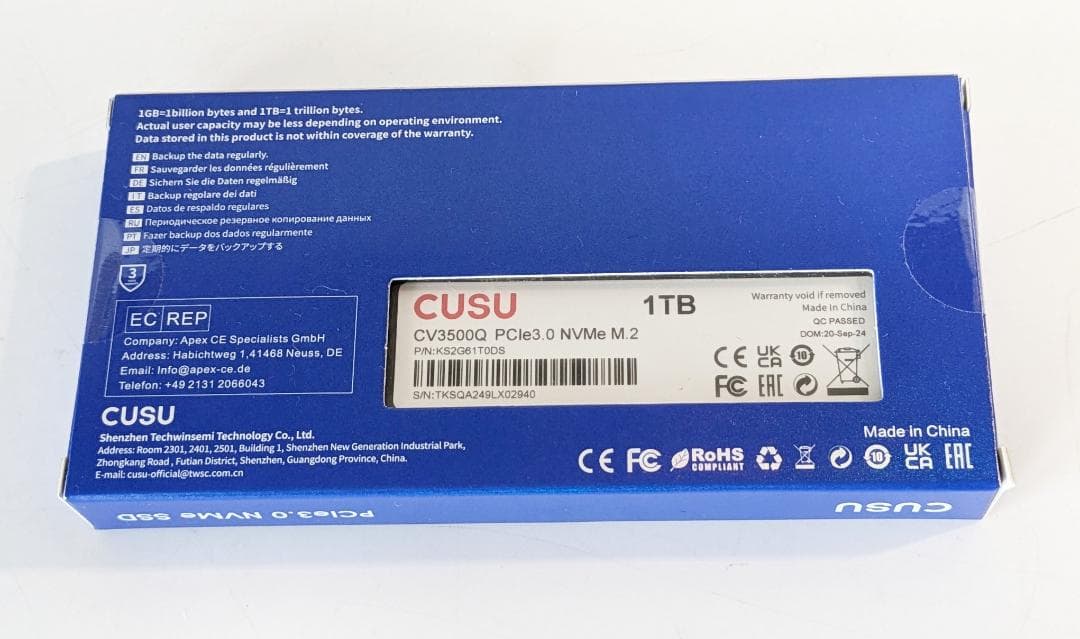 1GB=1billion bytes and 1TB=1 trillion bytes.
Actual user capacity may be less depending on operating environment.
Data stored in this product is not within coverage of the warranty.
EN Backup the data regularly.
FR Sauvegarder les données régulièrement
DE Sichern Sie die Daten regelmäßig
IT Backup regolare dei dati
ES Datos de respaldo regulares
RU Периодическое резервное копирование данных
PT Fazer backup dos dados regularmente
JP 定期的にデータをバックアップする
3
EC REP
Company: Apex CE Specialists GmbH
Address: Habichtweg 1,41468 Neuss, DE
Email: Info@apex-ce.de
Telefon: +49 2131 2066043
CUSU
Shenzhen Techwinsemi Technology Co., Ltd.
Address: Room 2301, 2401, 2501, Building 1, Shenzhen New Generation Industrial Park,
Zhongkang Road , Futian District, Shenzhen, Guangdong Province, China.
E-mail: cusu-official@twsc.com.cn
CUSU
1TB
CV3500Q PCIe3.0 NVMe M.2
P/N:KS2G61T0DS
S/N:TKSQA249LX02940
Warranty void if removed
Made in China
QC PASSED
DOM:20-Sep-24
CE UKCA 10
FC EAC
Made in China
CE FC RoHS COMPLIANT 10 UKCA EAC
PCIe3.0 NVMe SSD
CUSU